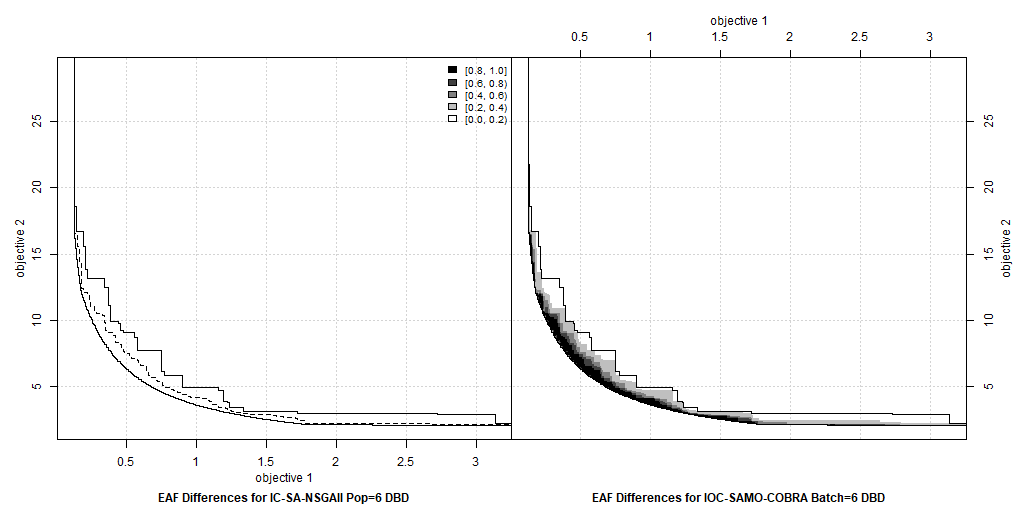 objective 1
0.5 1 1.5 2 2.5 3
[0.8, 1.0]
[0.6, 0.8)
[0.4, 0.6)
[0.2, 0.4)
[0.0, 0.2)
25
20
15
10
5
objective 2
25
20
15
10
5
objective 2
0.5 1 1.5 2 2.5 3
objective 1
EAF Differences for IC-SA-NSGAII Pop=6 DBD
EAF Differences for IOC-SAMO-COBRA Batch=6 DBD